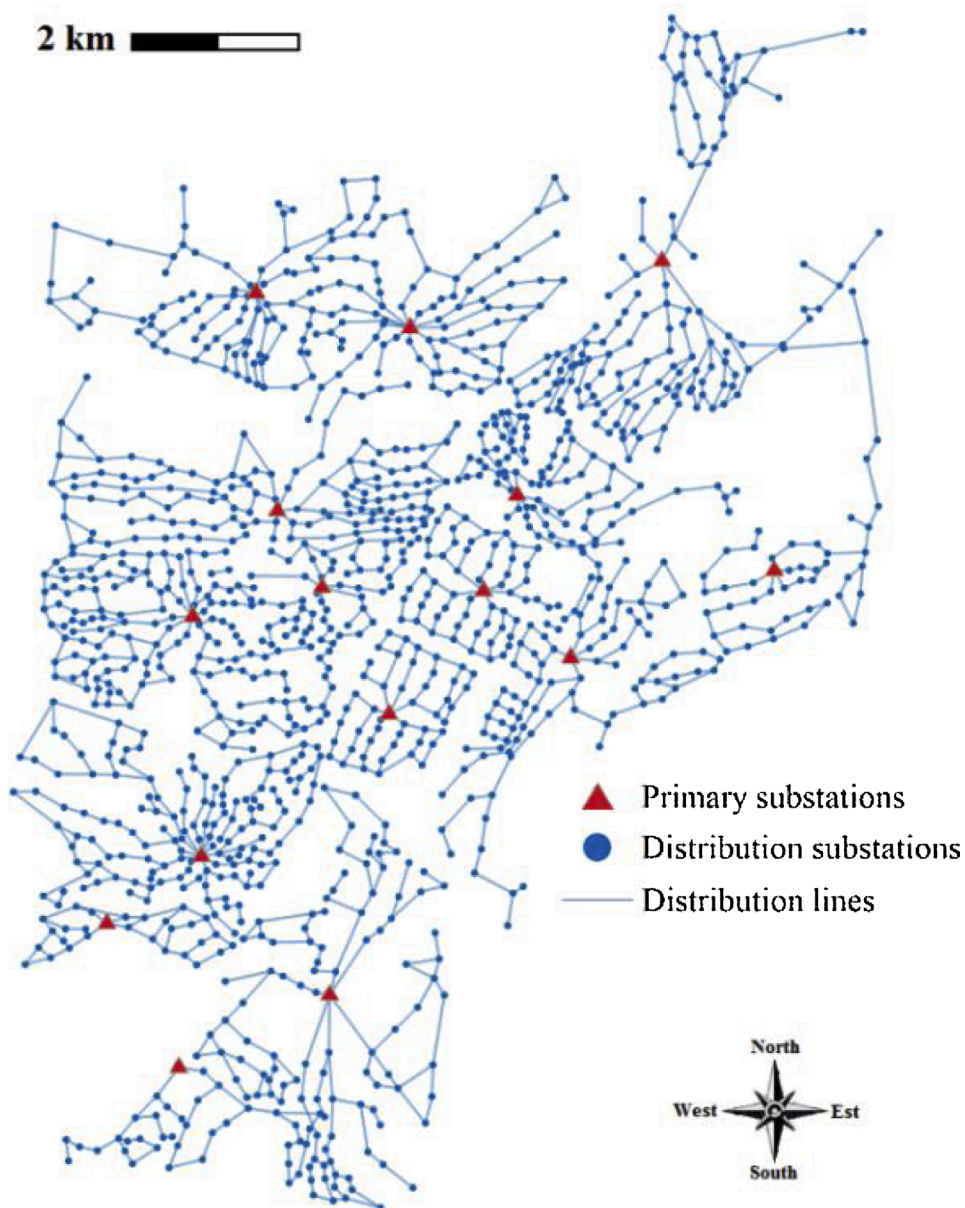 2 km
Primary substations
Distribution substations
Distribution lines
North
West
Est
South